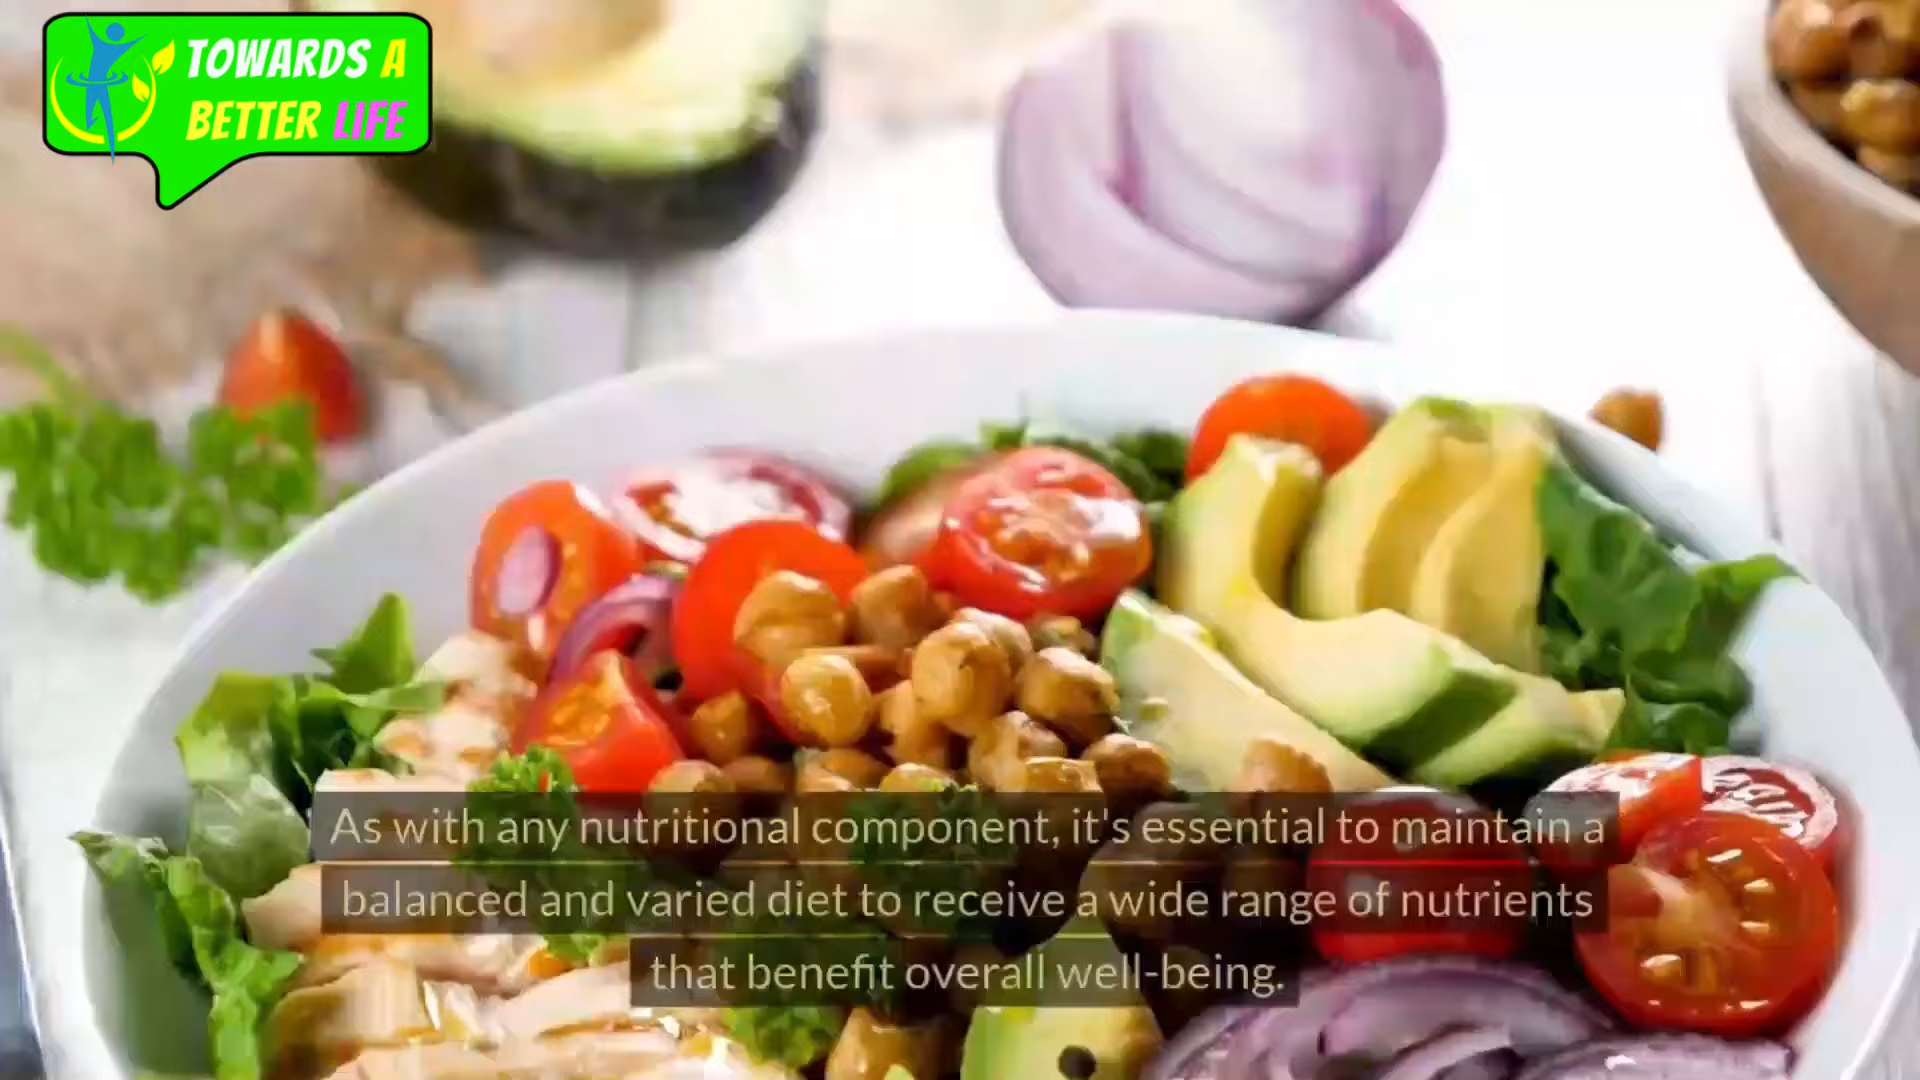 TOWARDS A
BETTER LIFE
As with any nutritional component, it's essential to maintain a
balanced and varied diet to receive a wide range of nutrients
that benefit overall well-being.